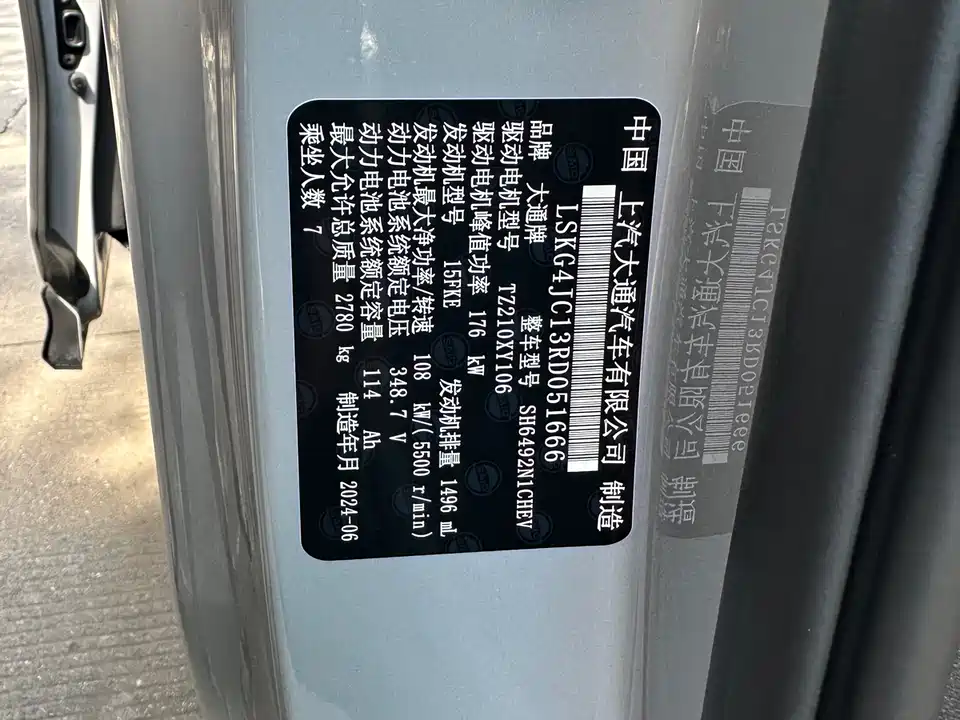 中国 上汽大通汽车有限公司 制造
LSKG4JC13RD051666
品牌 大通牌 整车型号 SH6492N1CHEV
驱动电机型号 TZ210XY106
驱动电机峰值功率 176 kW
发动机型号 15FKE 发动机排量 1496 mL
发动机最大净功率/转速 108 kW/(5500 r/min)
动力电池系统额定电压 348.7 V
动力电池系统额定容量 114 Ah
最大允许总质量 2780 kg 制造年月 2024-06
乘坐人数 7